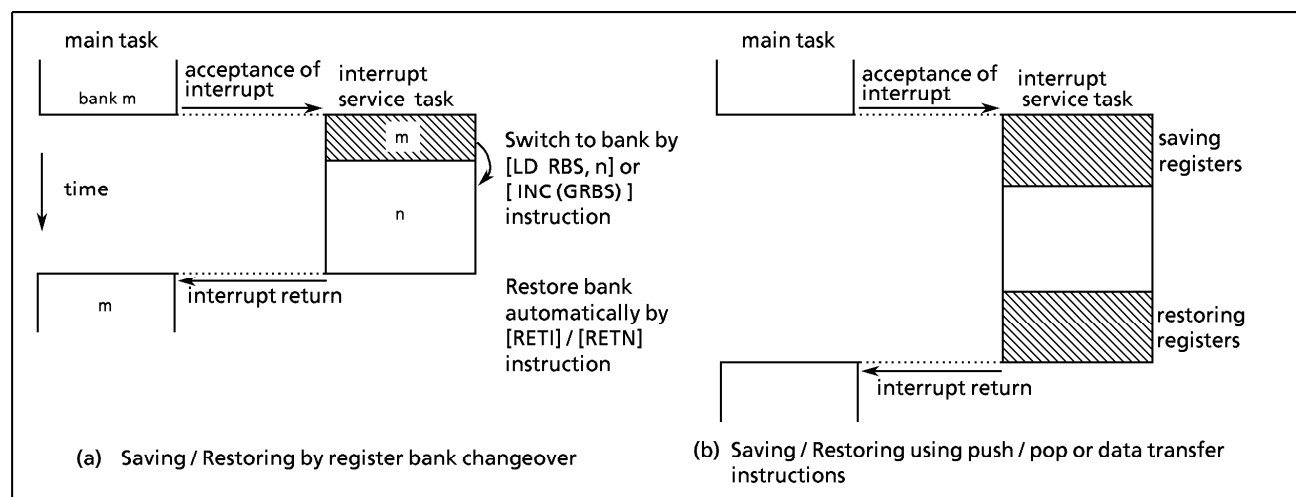 main task
bank m
acceptance of
interrupt
interrupt
service task
m
Switch to bank by
[LD RBS, n] or
[ INC (GRBS) ]
instruction
time
n
interrupt return
m
Restore bank
automatically by
[RETI] / [RETN]
instruction
(a) Saving / Restoring by register bank changeover
main task
acceptance of
interrupt
interrupt
service task
saving
registers
restoring
registers
interrupt return
(b) Saving / Restoring using push / pop or data transfer
instructions